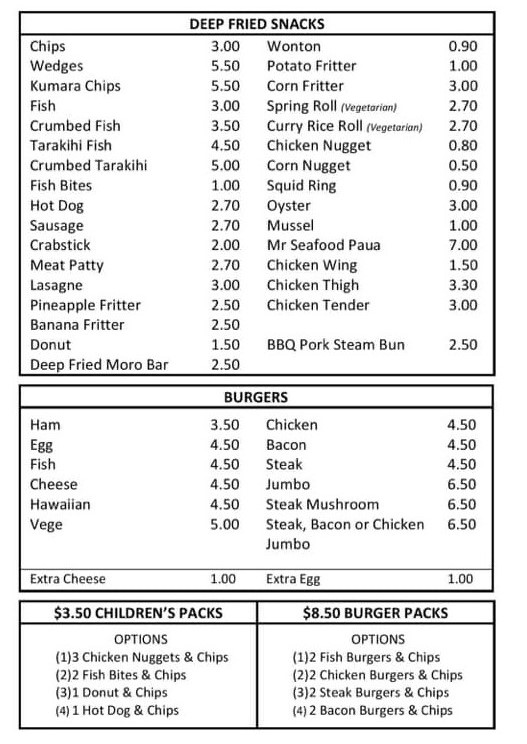 DEEP FRIED SNACKS
Chips 3.00 Wonton 0.90
Wedges 5.50 Potato Fritter 1.00
Kumara Chips 5.50 Corn Fritter 3.00
Fish 3.00 Spring Roll (Vegetarian) 2.70
Crumbed Fish 3.50 Curry Rice Roll (Vegetarian) 2.70
Tarakihi Fish 4.50 Chicken Nugget 0.80
Crumbed Tarakihi 5.00 Corn Nugget 0.50
Fish Bites 1.00 Squid Ring 0.90
Hot Dog 2.70 Oyster 3.00
Sausage 2.70 Mussel 1.00
Crabstick 2.00 Mr Seafood Paua 7.00
Meat Patty 2.70 Chicken Wing 1.50
Lasagne 3.00 Chicken Thigh 3.30
Pineapple Fritter 2.50 Chicken Tender 3.00
Banana Fritter 2.50
Donut 1.50 BBQ Pork Steam Bun 2.50
Deep Fried Moro Bar 2.50
BURGERS
Ham 3.50 Chicken 4.50
Egg 4.50 Bacon 4.50
Fish 4.50 Steak 4.50
Cheese 4.50 Jumbo 6.50
Hawaiian 4.50 Steak Mushroom 6.50
Vege 5.00 Steak, Bacon or Chicken 6.50
Jumbo
Extra Cheese 1.00 Extra Egg 1.00
$3.50 CHILDREN'S PACKS
OPTIONS
(1)3 Chicken Nuggets & Chips
(2)2 Fish Bites & Chips
(3)1 Donut & Chips
(4) 1 Hot Dog & Chips
$8.50 BURGER PACKS
OPTIONS
(1)2 Fish Burgers & Chips
(2)2 Chicken Burgers & Chips
(3)2 Steak Burgers & Chips
(4) 2 Bacon Burgers & Chips